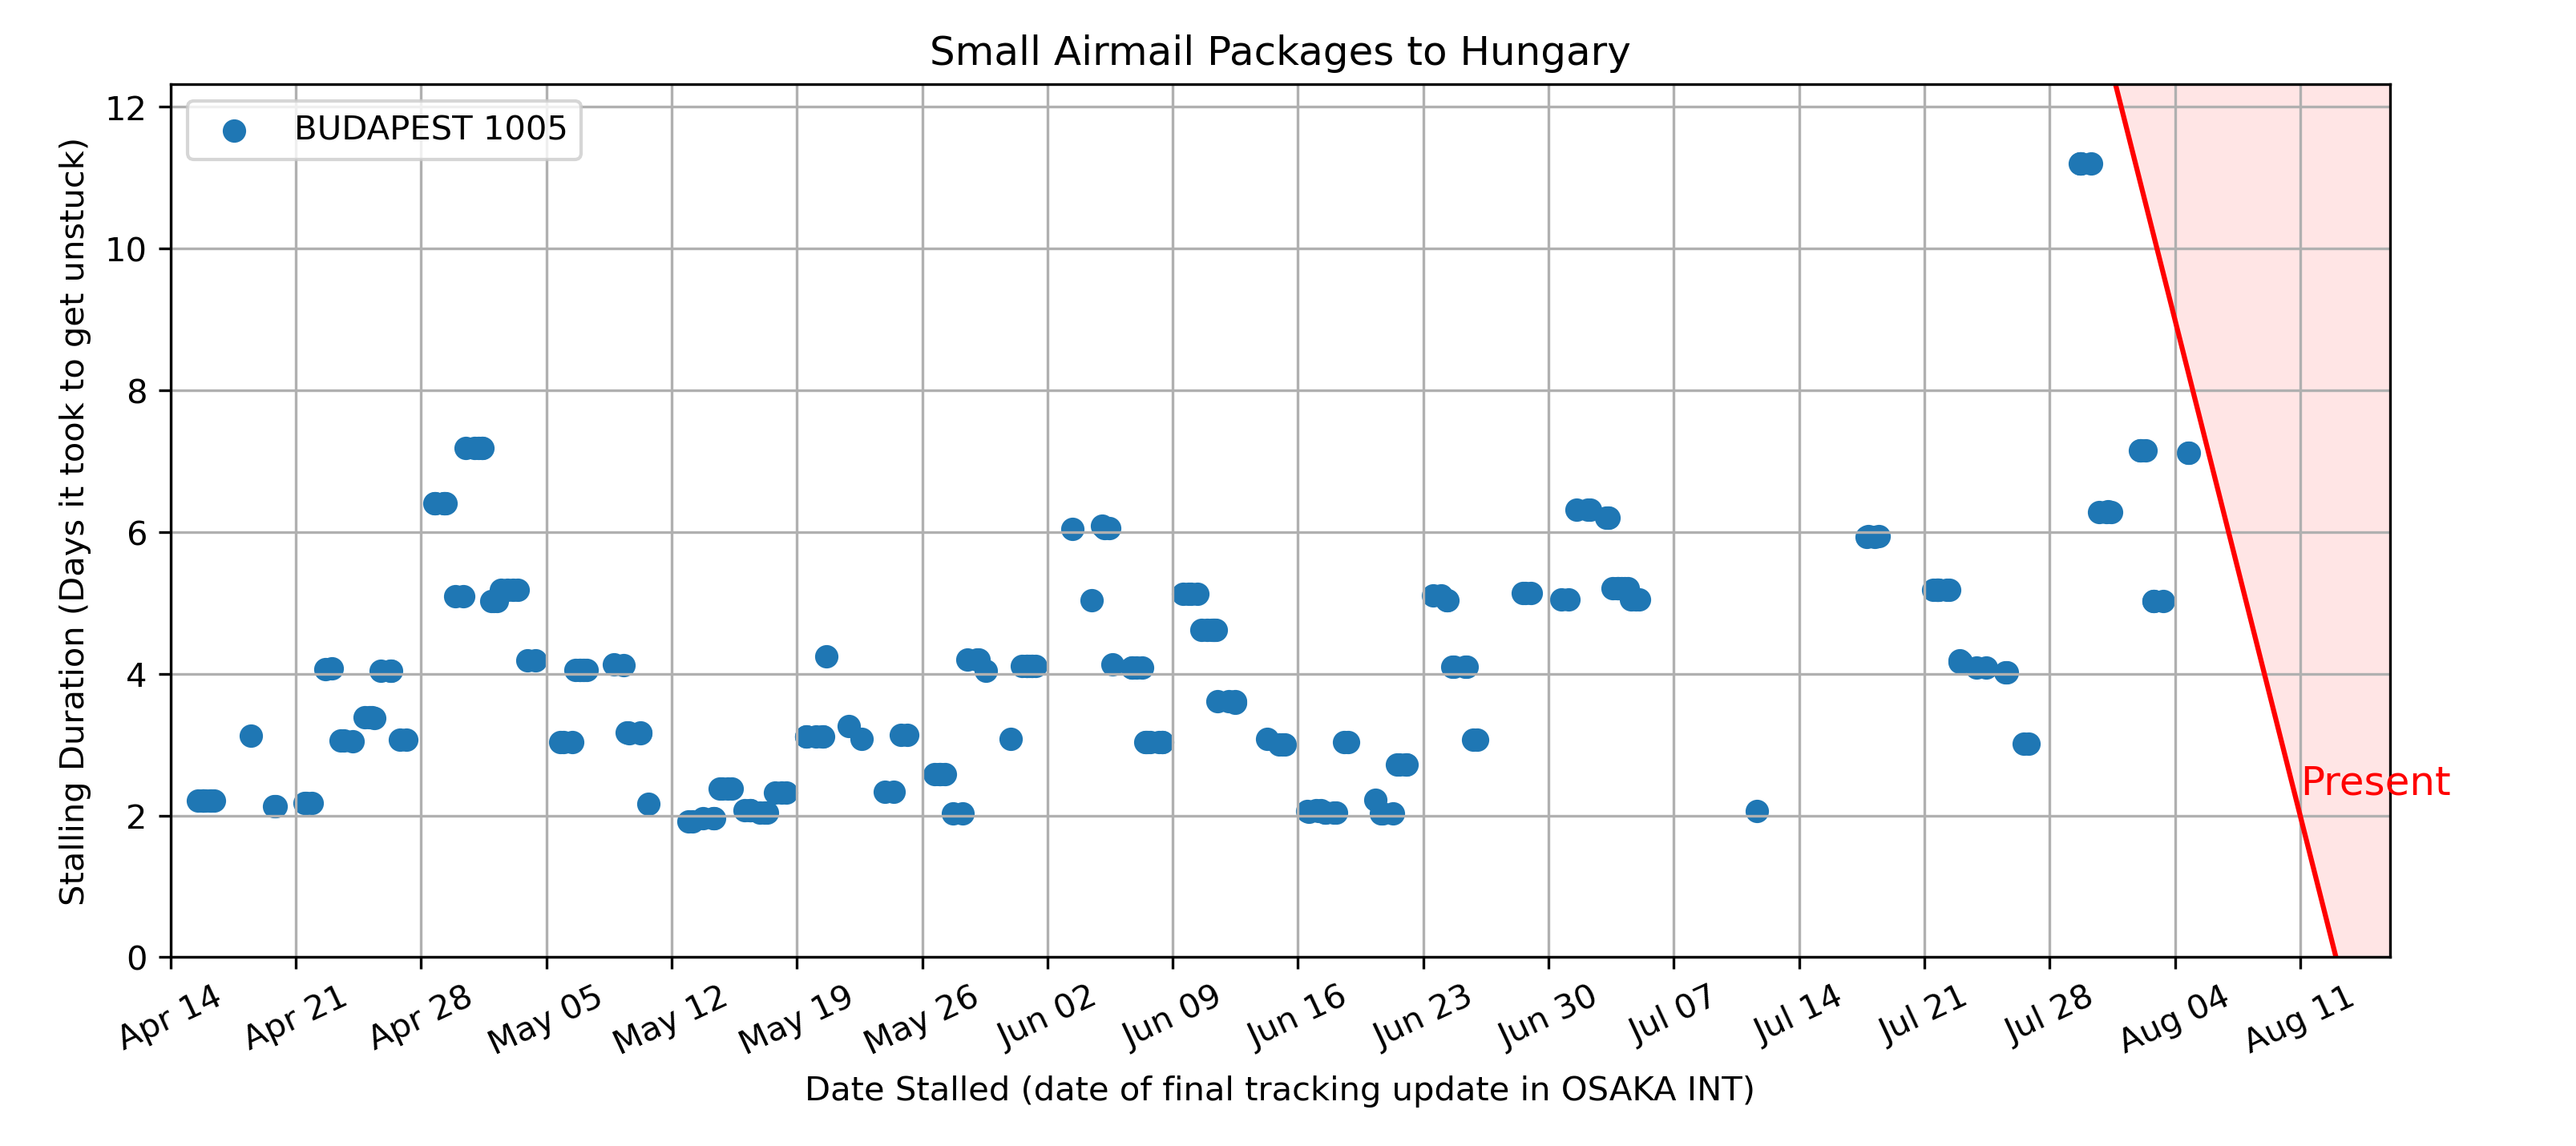 Small Airmail Packages to Hungary
BUDAPEST 1005
Stalling Duration (Days it took to get unstuck)
12
10
8
6
4
2
0
Present
Apr 14
Apr 21
Apr 28
May 05
May 12
May 19
May 26
Jun 02
Jun 09
Jun 16
Jun 23
Jun 30
Jul 07
Jul 14
Jul 21
Jul 28
Aug 04
Aug 11
Date Stalled (date of final tracking update in OSAKA INT)